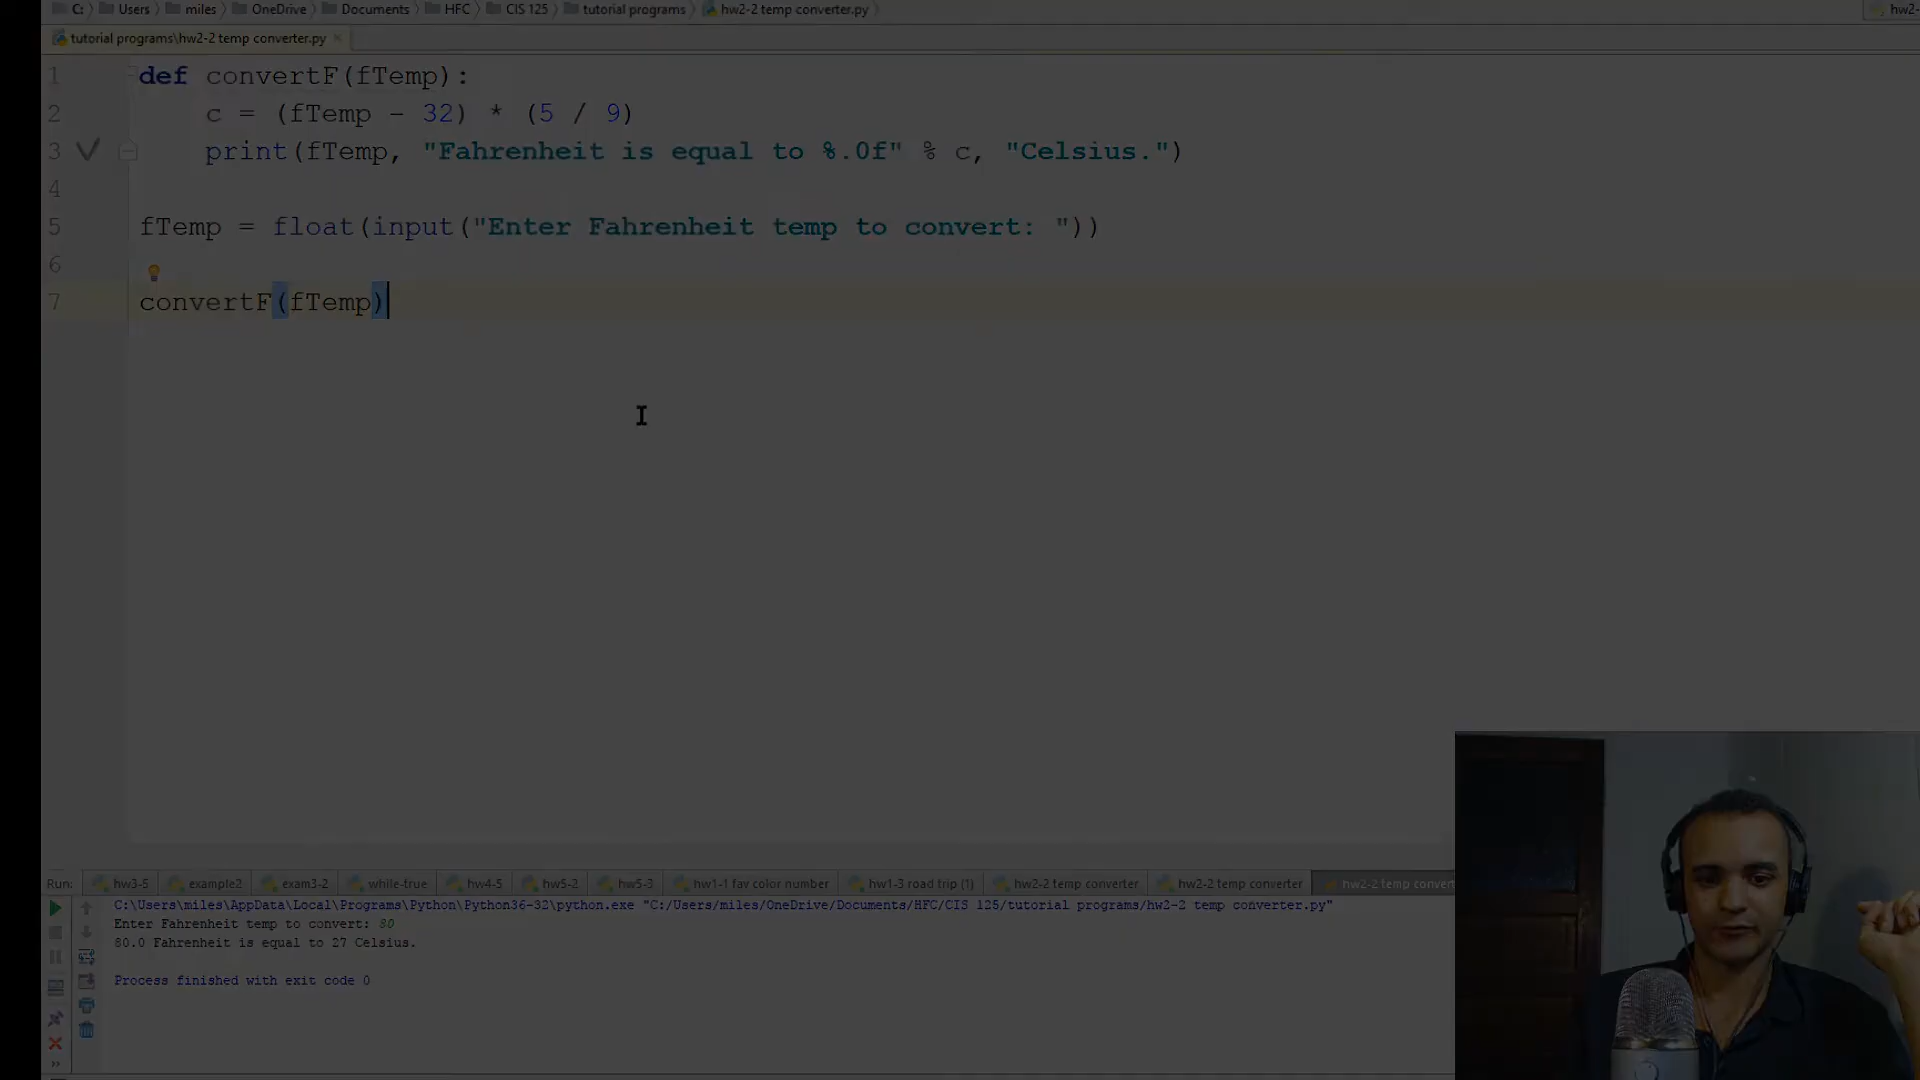 C: Users miles OneDrive Documents HFC CIS 125 tutorial programs hw2-2 temp converter.py hw2-
tutorial programs\hw2-2 temp converter.py ×
1 def convertF(fTemp):
2 c = (fTemp - 32) * (5 / 9)
3 print(fTemp, "Fahrenheit is equal to %.0f" % c, "Celsius.")
4
5 fTemp = float(input("Enter Fahrenheit temp to convert: "))
6
7 convertF(fTemp)
Run: hw3-5 example2 exam3-2 while-true hw4-5 hw5-2 hw5-3 hw1-1 fav color number hw1-3 road trip (1) hw2-2 temp converter hw2-2 temp converter hw2-2 temp convert
C:\Users\miles\AppData\Local\Programs\Python\Python36-32\python.exe "C:/Users/miles/OneDrive/Documents/HFC/CIS 125/tutorial programs/hw2-2 temp converter.py"
Enter Fahrenheit temp to convert: 80
80.0 Fahrenheit is equal to 27 Celsius.
Process finished with exit code 0